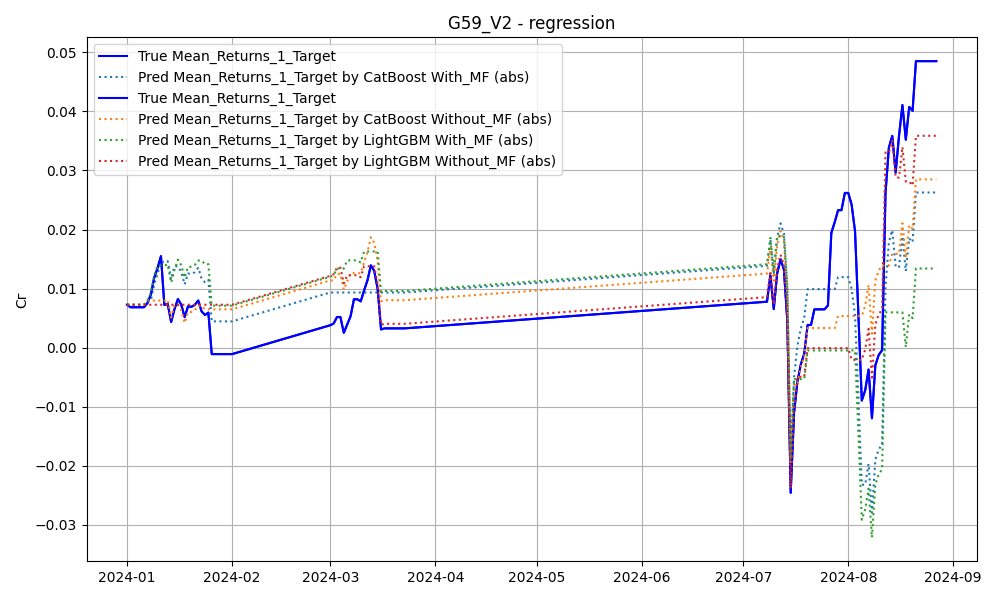 G59_V2 - regression
True Mean_Returns_1_Target
Pred Mean_Returns_1_Target by CatBoost With_MF (abs)
True Mean_Returns_1_Target
Pred Mean_Returns_1_Target by CatBoost Without_MF (abs)
Pred Mean_Returns_1_Target by LightGBM With_MF (abs)
Pred Mean_Returns_1_Target by LightGBM Without_MF (abs)
0.05
0.04
0.03
0.02
0.01
0.00
−0.01
−0.02
−0.03
Cr
2024-01 2024-02 2024-03 2024-04 2024-05 2024-06 2024-07 2024-08 2024-09